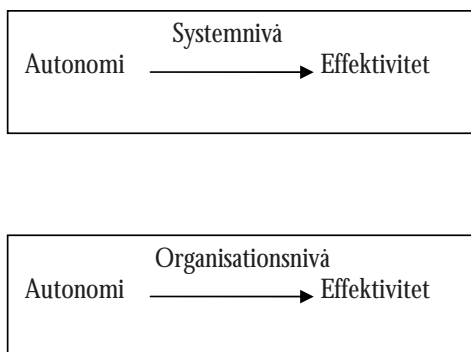 Systemnivå
Autonomi Effektivitet
Organisationsnivå
Autonomi Effektivitet